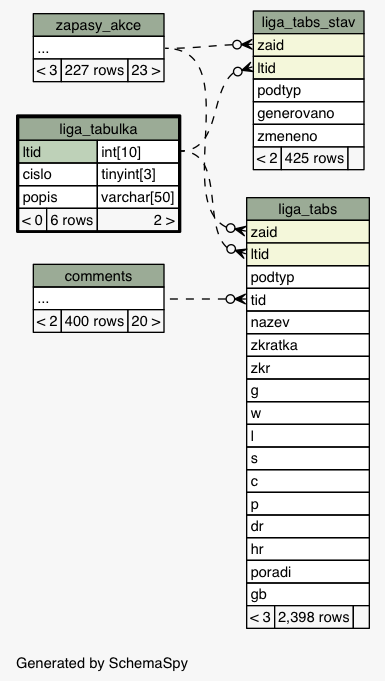 zapasy_akce
...
< 3 227 rows 23 >
liga_tabs_stav
zaid
ltid
podtyp
generovano
zmeneno
< 2 425 rows
liga_tabulka
ltid int[10]
cislo tinyint[3]
popis varchar[50]
< 0 6 rows 2 >
liga_tabs
zaid
ltid
podtyp
tid
nazev
zkratka
zkr
g
w
l
s
c
p
dr
hr
poradi
gb
< 3 2,398 rows
comments
...
< 2 400 rows 20 >
Generated by SchemaSpy